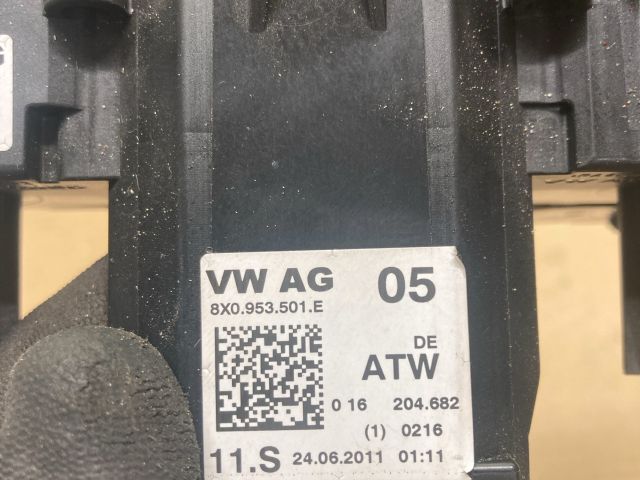 VW AG 05
8X0.953.501.E
DE
ATW
0 16 204.682
(1) 0216
11.S 24.06.2011 01:11